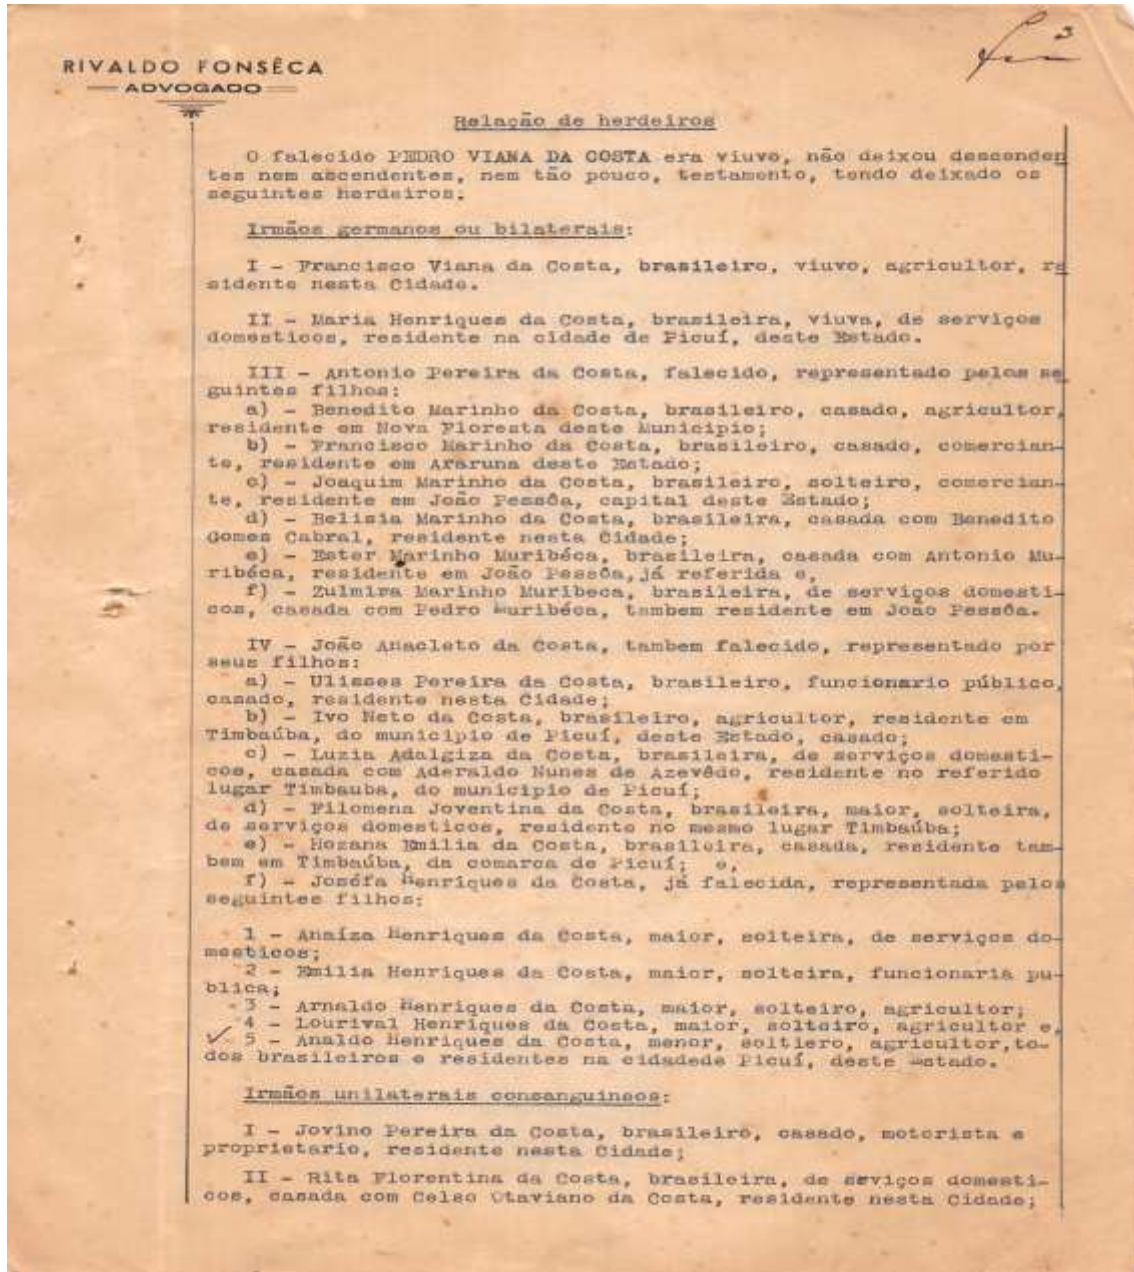 3
RIVALDO FONSÊCA
ADVOGADO
Relação de herdeiros
O falecido PEDRO VIANA DA COSTA era viuvo, não deixou descenden
tes nem ascendentes, nem tão pouco, testamento, tendo deixado os
seguintes herdeiros:
Irmãos germanos ou bilaterais:
I - Francisco Viana da Costa, brasileiro, viuvo, agricultor, re
sidente nesta Cidade.
II - Maria Henriques da Costa, brasileira, viuva, de serviços
domesticos, residente na cidade de Picuí, deste Estado.
III - Antonio Pereira da Costa, falecido, representado pelos se
guintes filhos:
a) - Benedito Marinho da Costa, brasileiro, casado, agricultor,
residente em Nova Floresta deste Municipio;
b) - Francisco Marinho da Costa, brasileiro, casado, comercian-
te, residente em Araruna deste Estado;
c) - Joaquim Marinho da Costa, brasileiro, solteiro, comercian-
te, residente em João Pessôa, capital deste Estado;
d) - Belisia Marinho da Costa, brasileira, casada com Benedito
Gomes Cabral, residente nesta Cidade;
e) - Ester Marinho Muribéca, brasileira, casada com Antonio Mu-
ribéca, residente em João Pessôa, já referida e,
f) - Zulmira Marinho Muribeca, brasileira, de serviços domesti-
cos, casada com Pedro Muribéca, tambem residente em João Pessôa.
IV - João Anacleto da Costa, tambem falecido, representado por
seus filhos:
a) - Ulisses Pereira da Costa, brasileiro, funcionario público,
casado, residente nesta Cidade;
b) - Ivo Neto da Costa, brasileiro, agricultor, residente em
Timbaúba, do municipio de Picuí, deste Estado, casado;
c) - Luzia Adalgiza da Costa, brasileira, de serviços domesti-
cos, casada com Aderaldo Nunes de Azevêdo, residente no referido
lugar Timbauba, do municipio de Picuí;
d) - Filomena Joventina da Costa, brasileira, maior, solteira,
de serviços domesticos, residente no mesmo lugar Timbaúba;
e) - Hozana Emilia da Costa, brasileira, casada, residente tam-
bem em Timbaúba, da comarca de Picuí; e,
f) - Joséfa Henriques da Costa, já falecida, representada pelos
seguintes filhos:
1 - Anaíza Henriques da Costa, maior, solteira, de serviços do-
mesticos;
2 - Emilia Henriques da Costa, maior, solteira, funcionaria pu-
blica;
3 - Arnaldo Henriques da Costa, maior, solteiro, agricultor;
4 - Lourival Henriques da Costa, maior, solteiro, agricultor e,
5 - Analdo Henriques da Costa, menor, soltiero, agricultor,to-
dos brasileiros e residentes na cidadede Picuí, deste Estado.
Irmãos unilaterais consanguineos:
I - Jovino Pereira da Costa, brasileiro, casado, motorista e
proprietario, residente nesta Cidade;
II - Rita Florentina da Costa, brasileira, de seviços domesti-
cos, casada com Celso Otaviano da Costa, residente nesta Cidade;